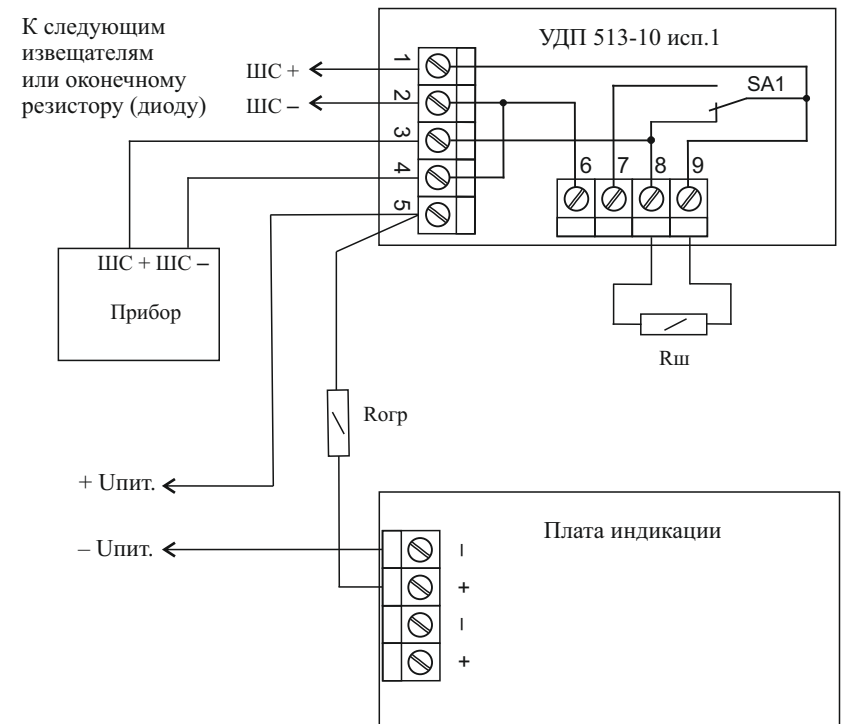 К следующим
извещателям
или оконечному
резистору (диоду)
ШС +
ШС –
УДП 513-10 исп.1
SA1
1
2
3
4
5
6 7 8 9
ШС + ШС –
Прибор
Rш
Rогр
+ Uпит.
– Uпит.
Плата индикации
–
+
–
+